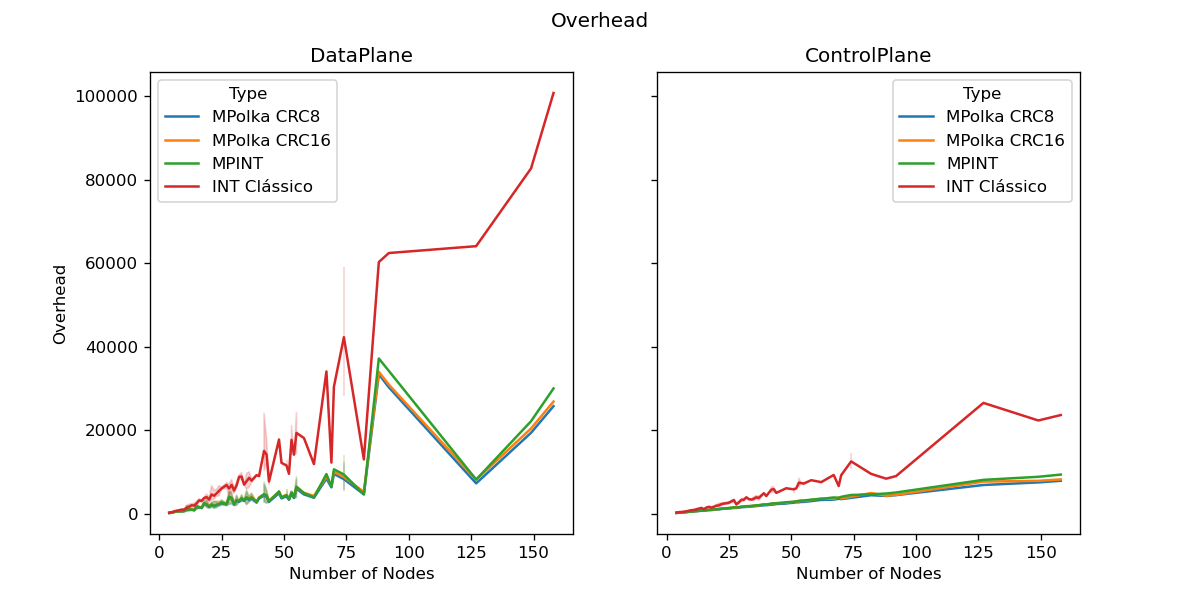 Overhead
DataPlane
Type
MPolka CRC8
MPolka CRC16
MPINT
INT Clássico
100000
80000
60000
40000
20000
0
Overhead
0 25 50 75 100 125 150
Number of Nodes
ControlPlane
Type
MPolka CRC8
MPolka CRC16
MPINT
INT Clássico
0 25 50 75 100 125 150
Number of Nodes